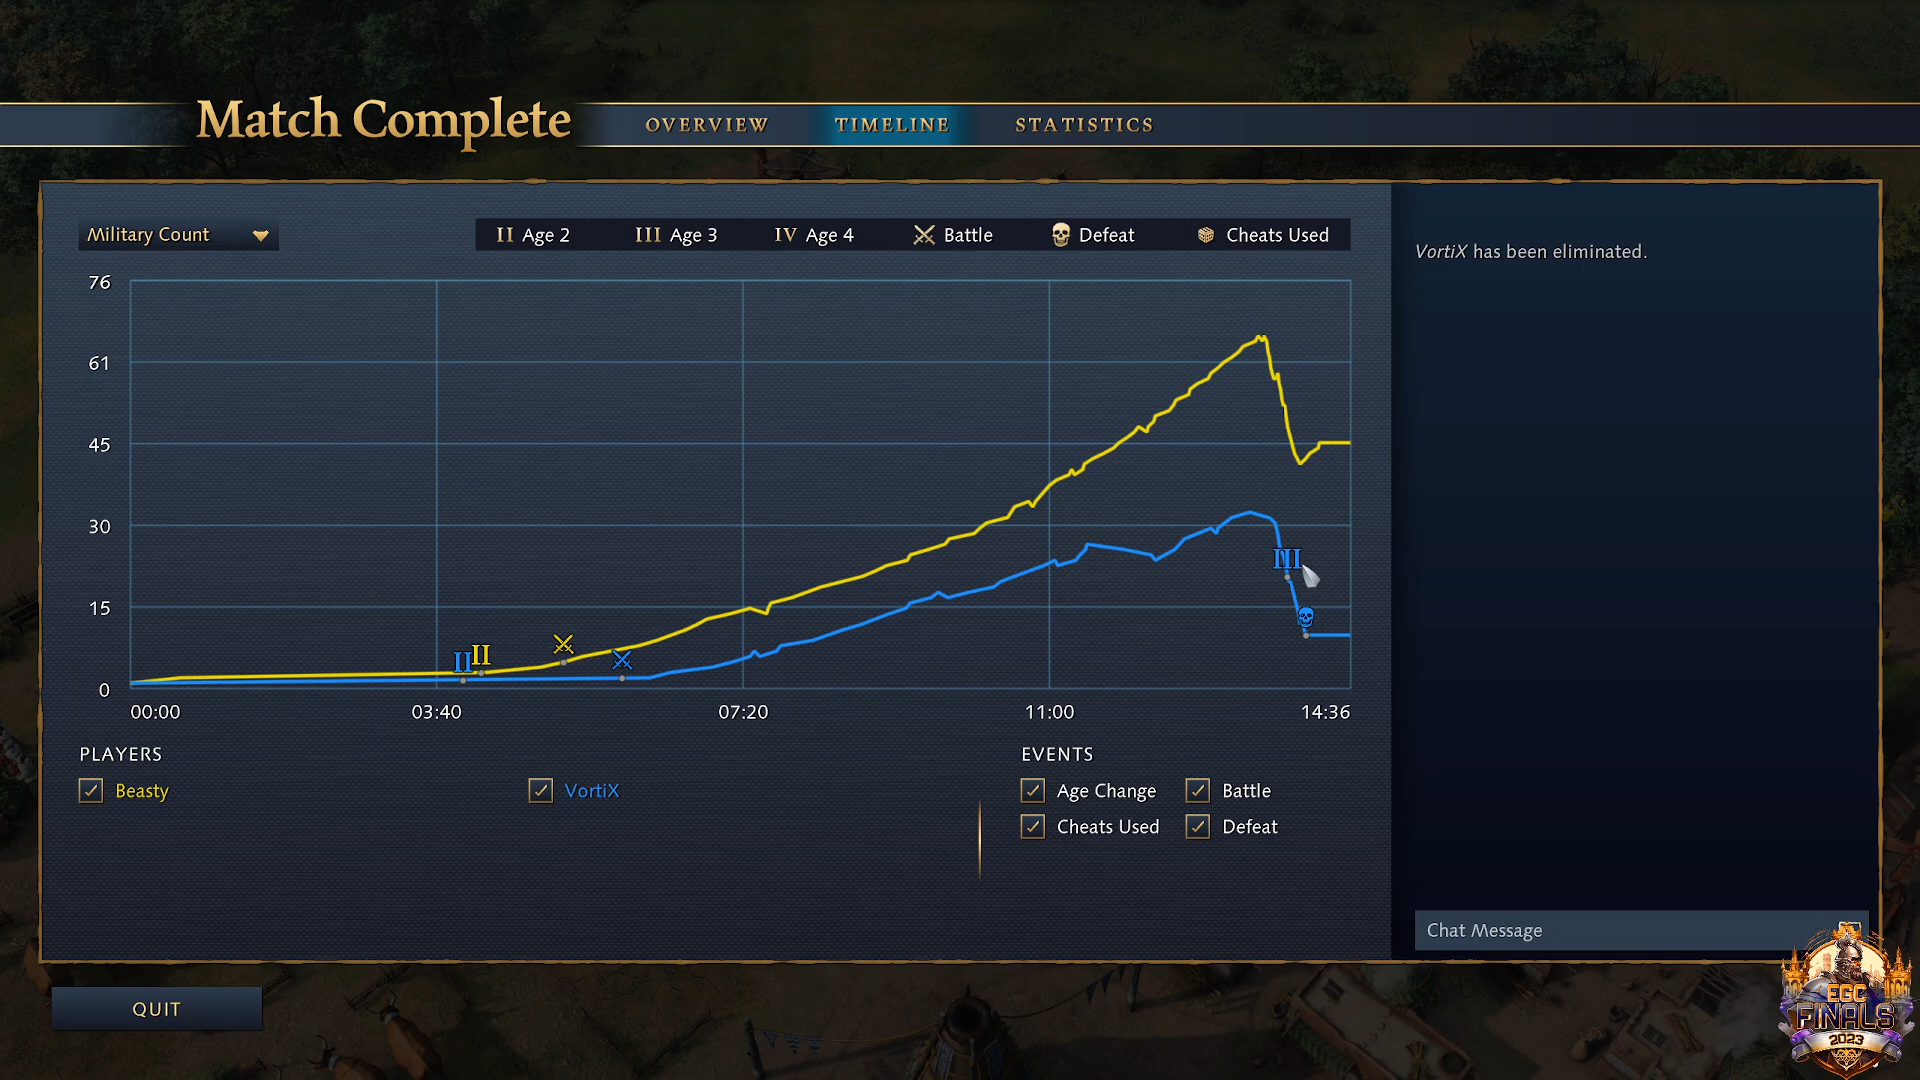 Match Complete
OVERVIEW
TIMELINE
STATISTICS
Military Count
II Age 2
III Age 3
IV Age 4
Battle
Defeat
Cheats Used
VortiX has been eliminated.
76
61
45
30
15
0
II
II
III
00:00
03:40
07:20
11:00
14:36
PLAYERS
Beasty
VortiX
EVENTS
Age Change
Battle
Cheats Used
Defeat
Chat Message
QUIT
EGC
FINALS
2023